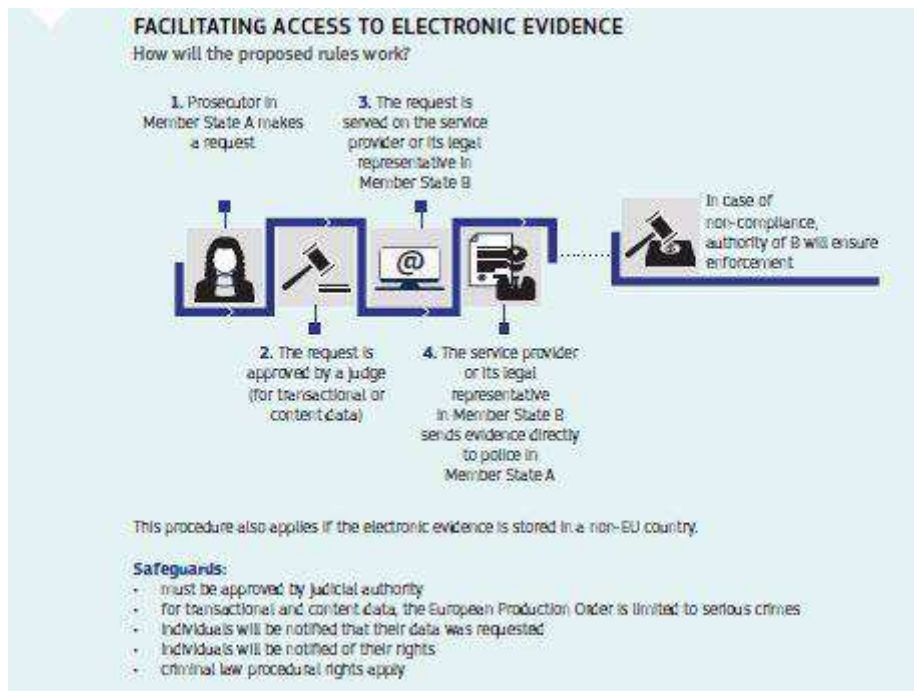 FACILITATING ACCESS TO ELECTRONIC EVIDENCE
How will the proposed rules work?
1. Prosecutor in
Member State A makes
a request
3. The request is
served on the service
provider or its legal
representative in
Member State B
In case of
non-compliance,
authority of B will ensure
enforcement
@
2. The request is
approved by a judge
(for transactional or
content data)
4. The service provider
or its legal
representative
in Member State B
sends evidence directly
to police in
Member State A
This procedure also applies if the electronic evidence is stored in a non-EU country.
Safeguards:
- must be approved by judicial authority
- for transactional and content data, the European Production Order is limited to serious crimes
- individuals will be notified that their data was requested
- individuals will be notified of their rights
- criminal law procedural rights apply